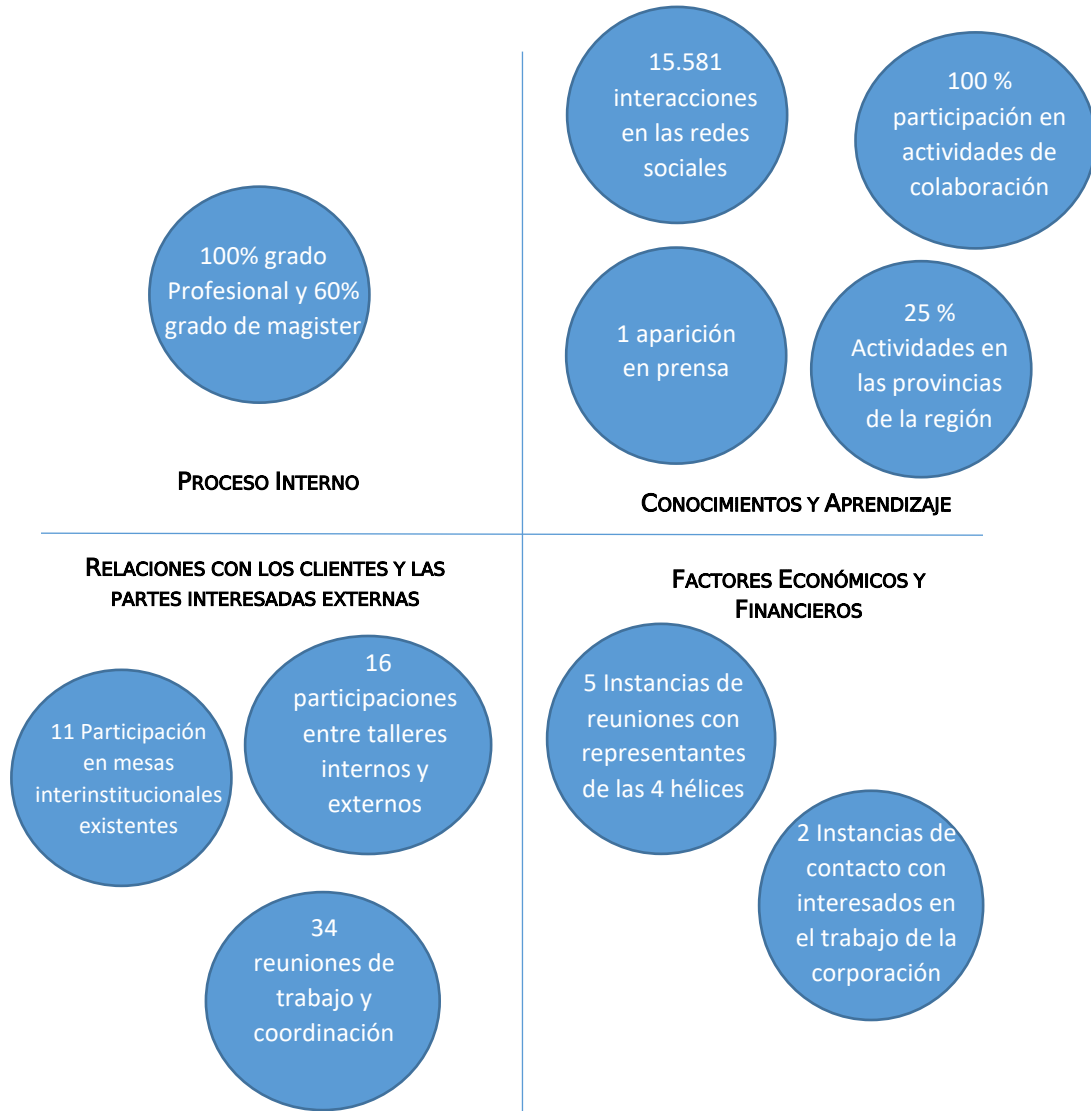 100% grado
Profesional y 60%
grado de magister
PROCESO INTERNO
15.581
interacciones
en las redes
sociales
100 %
participación en
actividades de
colaboración
1 aparición
en prensa
25 %
Actividades en
las provincias
de la región
CONOCIMIENTOS Y APRENDIZAJE
RELACIONES CON LOS CLIENTES Y LAS
PARTES INTERESADAS EXTERNAS
11 Participación
en mesas
interinstitucionales
existentes
16
participaciones
entre talleres
internos y
externos
34
reuniones de
trabajo y
coordinación
FACTORES ECONÓMICOS Y
FINANCIEROS
5 Instancias de
reuniones con
representantes
de las 4 hélices
2 Instancias de
contacto con
interesados en
el trabajo de la
corporación